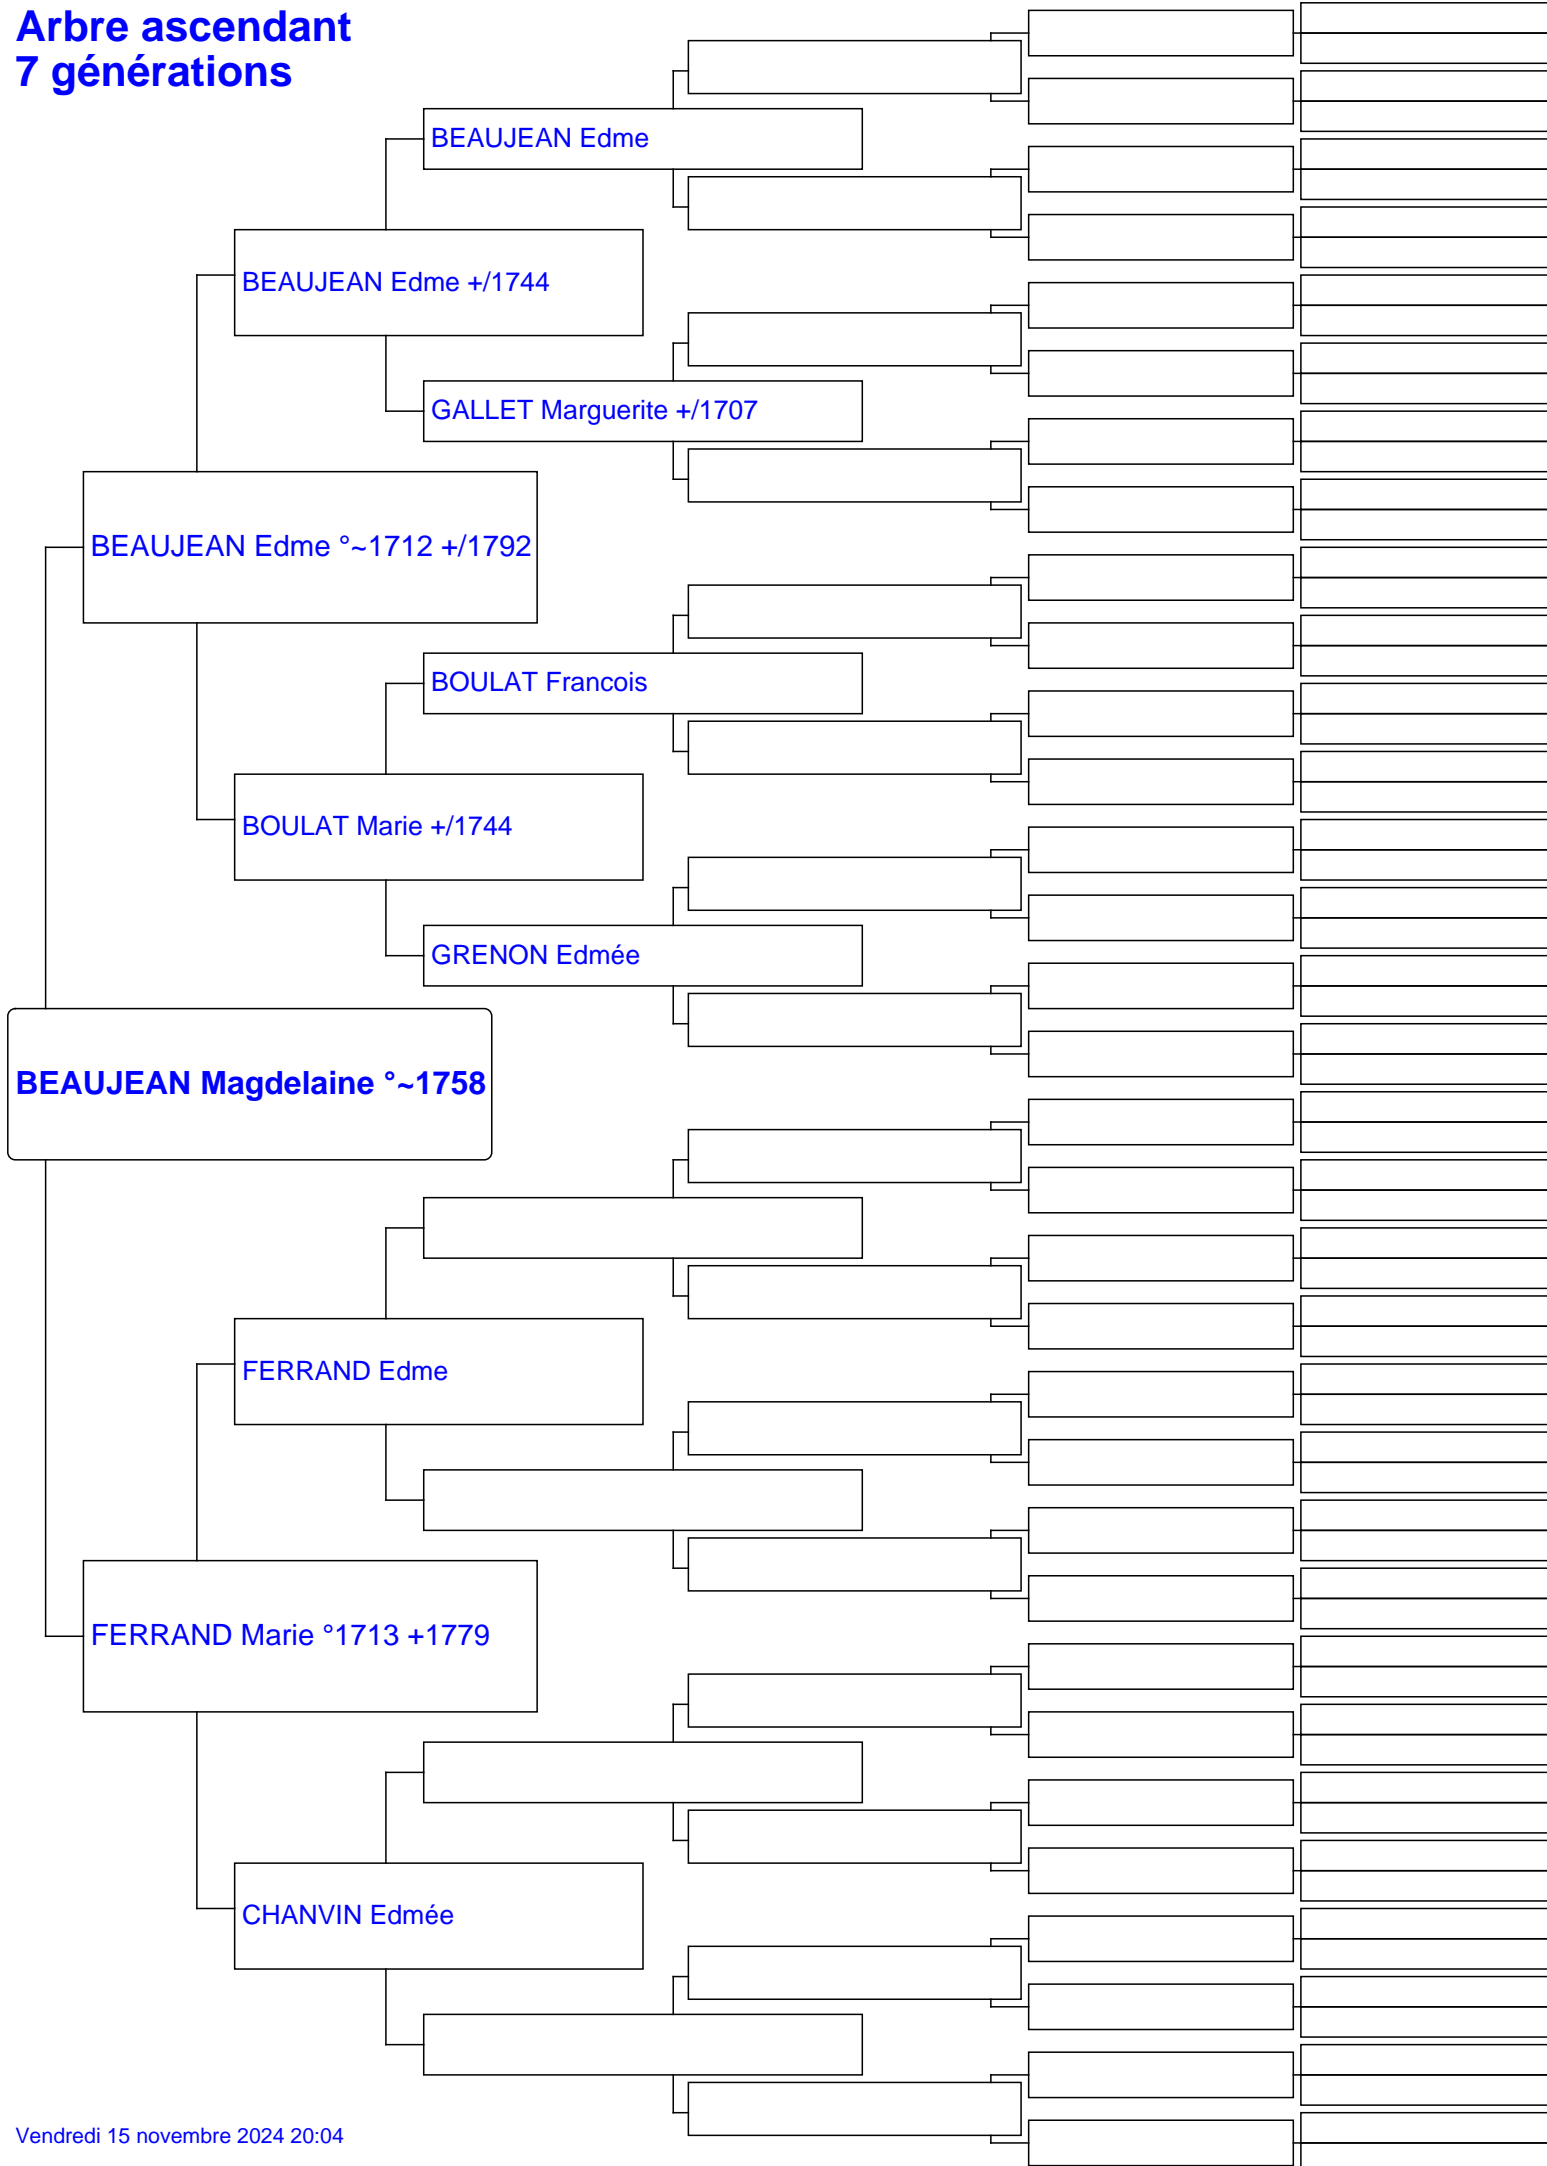 Arbre ascendant
7 générations
BEAUJEAN Edme
BEAUJEAN Edme +/1744
GALLET Marguerite +/1707
BEAUJEAN Edme °~1712 +/1792
BOULAT Francois
BOULAT Marie +/1744
GRENON Edmée
BEAUJEAN Magdelaine °~1758
FERRAND Edme
FERRAND Marie °1713 +1779
CHANVIN Edmée
Vendredi 15 novembre 2024 20:04